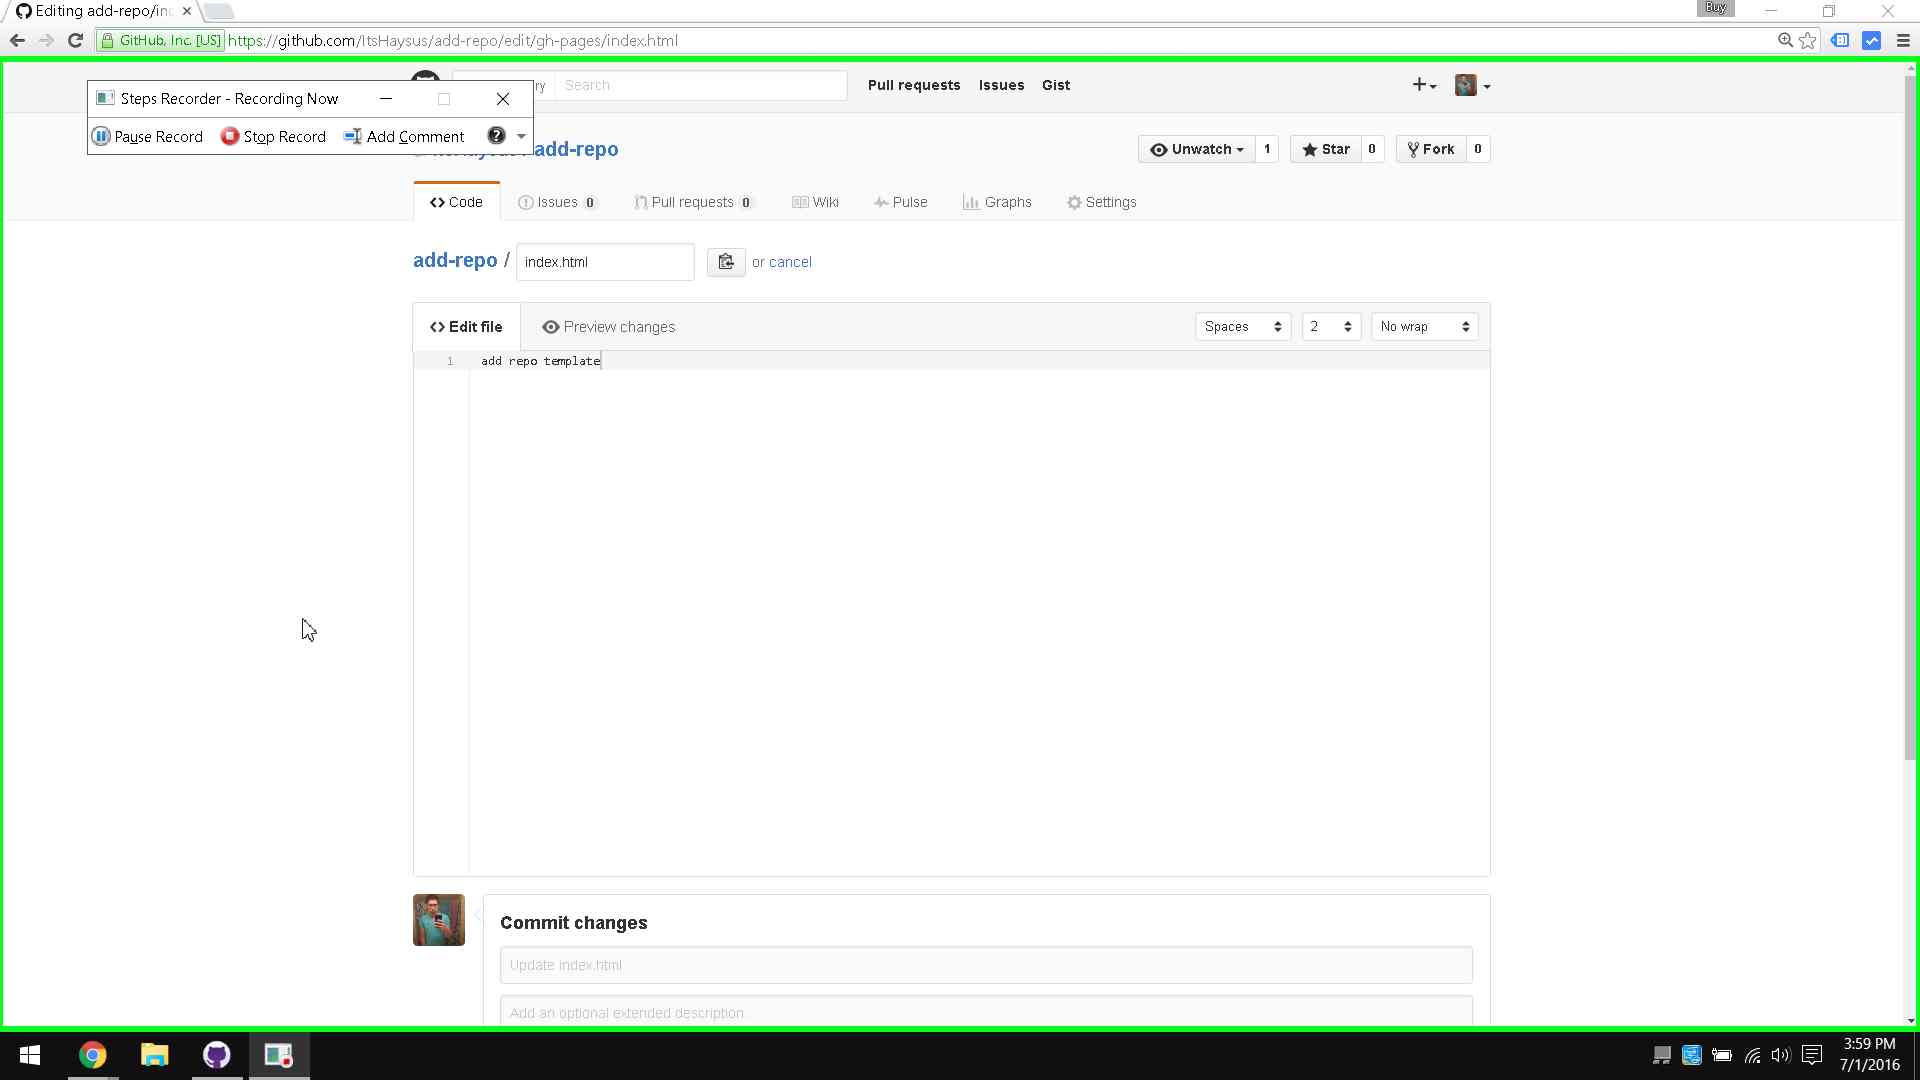 Editing add-repo/in
Buy
GitHub, Inc. [US] https://github.com/ItsHaysus/add-repo/edit/gh-pages/index.html
Search
Pull requests Issues Gist
Steps Recorder - Recording Now
Pause Record Stop Record Add Comment
add-repo
Unwatch 1 Star 0 Fork 0
Code Issues 0 Pull requests 0 Wiki Pulse Graphs Settings
add-repo / index.html or cancel
Edit file Preview changes Spaces 2 No wrap
1 add repo template
Commit changes
Update index.html
Add an optional extended description
3:59 PM
7/1/2016